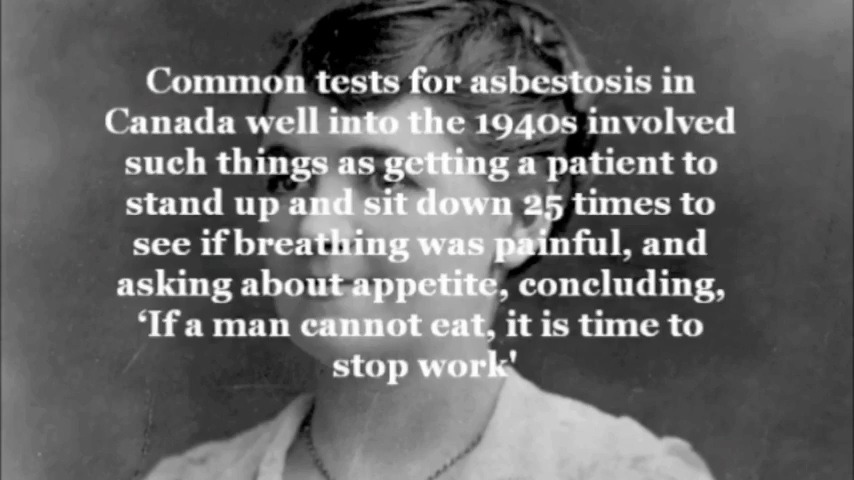 Common tests for asbestosis in
Canada well into the 1940s involved
such things as getting a patient to
stand up and sit down 25 times to
see if breathing was painful, and
asking about appetite, concluding,
‘If a man cannot eat, it is time to
stop work'